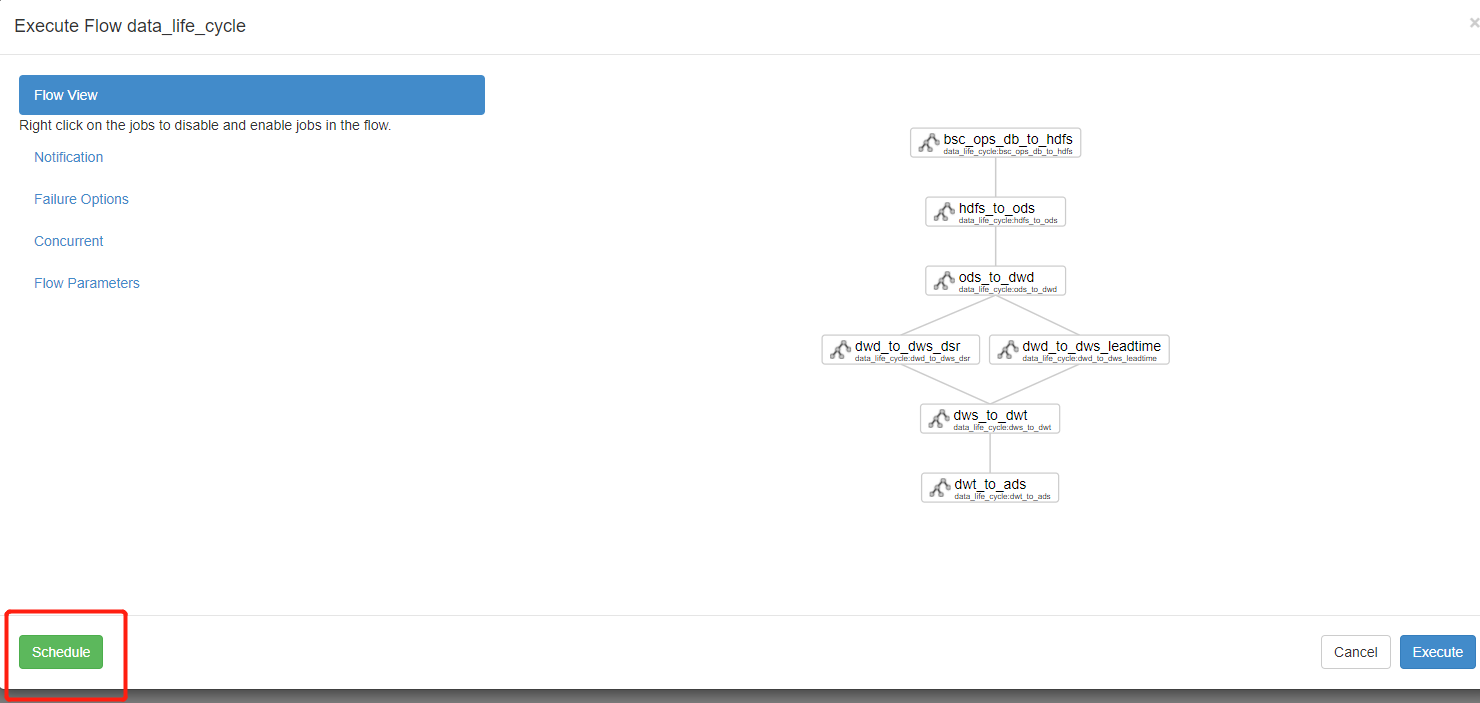 Execute Flow data_life_cycle
×
Flow View
Right click on the jobs to disable and enable jobs in the flow.
Notification
Failure Options
Concurrent
Flow Parameters
bsc_ops_db_to_hdfs
data_life_cycle:bsc_ops_db_to_hdfs
hdfs_to_ods
data_life_cycle:hdfs_to_ods
ods_to_dwd
data_life_cycle:ods_to_dwd
dwd_to_dws_dsr
data_life_cycle:dwd_to_dws_dsr
dwd_to_dws_leadtime
data_life_cycle:dwd_to_dws_leadtime
dws_to_dwt
data_life_cycle:dws_to_dwt
dwt_to_ads
data_life_cycle:dwt_to_ads
Schedule
Cancel
Execute